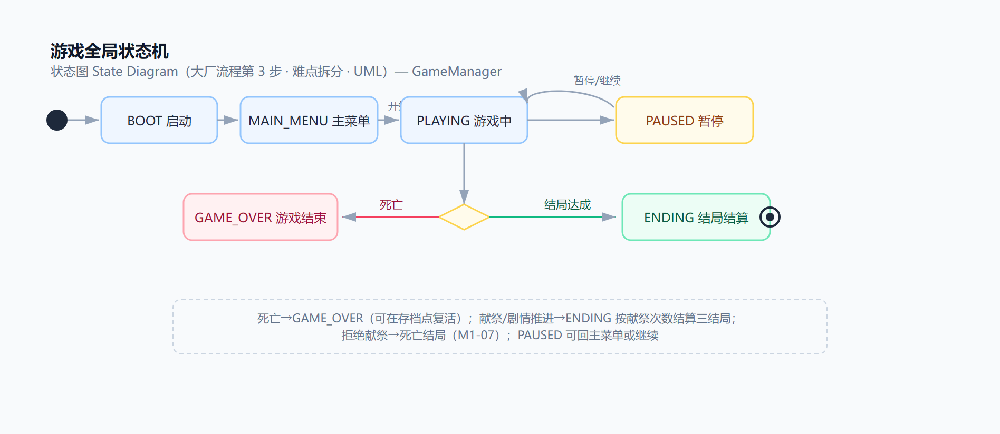 游戏全局状态机
状态图 State Diagram（大厂流程第 3 步 · 难点拆分 · UML）— GameManager
暂停/继续
开
BOOT 启动
MAIN_MENU 主菜单
PLAYING 游戏中
PAUSED 暂停
死亡
结局达成
GAME_OVER 游戏结束
ENDING 结局结算
死亡→GAME_OVER（可在存档点复活）；献祭/剧情推进→ENDING 按献祭次数结算三结局；
拒绝献祭→死亡结局（M1-07）；PAUSED 可回主菜单或继续